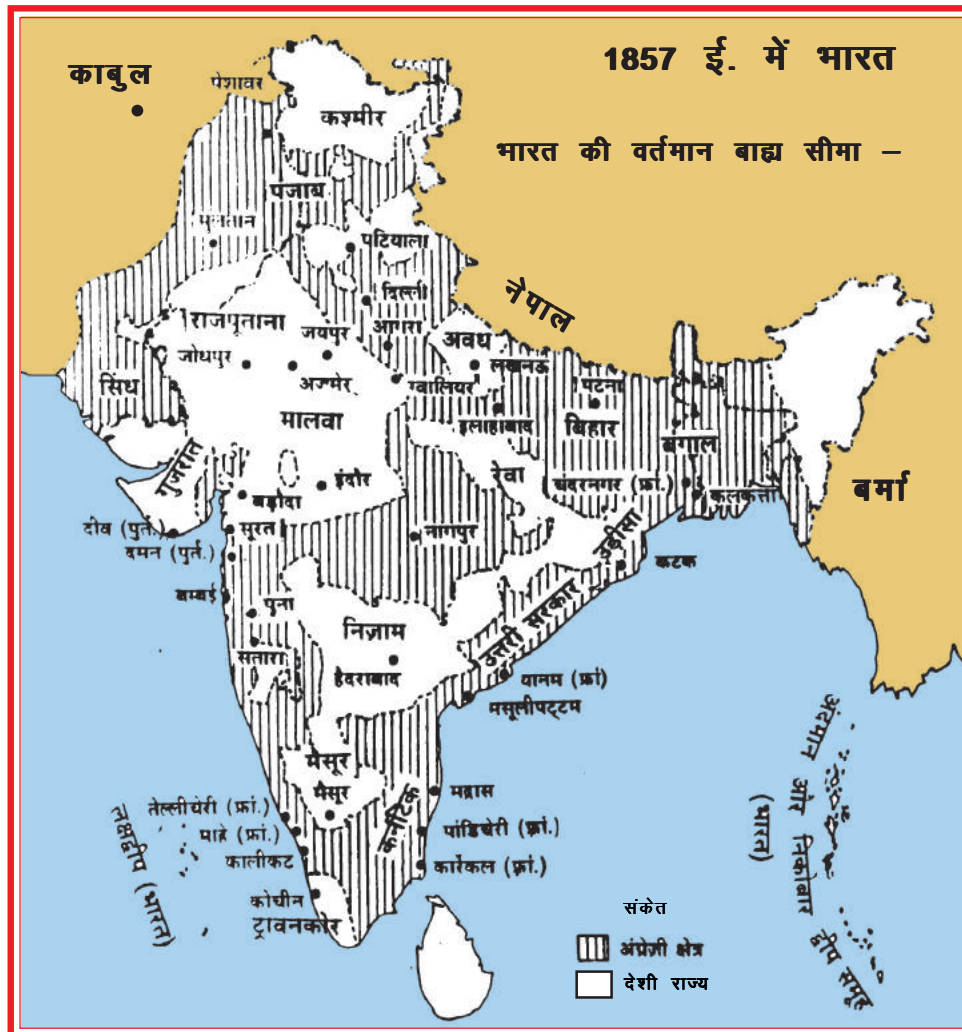 1857 ई. में भारत
काबुल
पेशावर
कश्मीर
भारत की वर्तमान बाह्य सीमा –
पंजाब
मुलतान
पटियाला
दिल्ली
नेपाल
राजपूताना
जयपुर
आगरा
अवध
जोधपुर
लखनऊ
अजमेर
ग्वालियर
पटना
सिंध
मालवा
इलाहाबाद
बिहार
बंगाल
गुजरात
इंदौर
रेवा
चंदरनगर (फ्रां.)
बर्मा
बड़ोदा
कलकत्ता
दीव (पुर्त.)
सूरत
नागपुर
उड़ीसा
दमन (पुर्त.)
कटक
बम्बई
पूना
निज़ाम
उत्तरी सरकार
सतारा
हैदराबाद
यानम (फ्रां)
मसूलीपट्टम
मैसूर
मैसूर
कर्नाटक
मद्रास
तेल्लीचेरी (फ्रां.)
माहे (फ्रां.)
पांडिचेरी (फ्रां.)
कालीकट
कारेकल (फ्रां.)
लक्षद्वीप (भारत)
कोचीन
ट्रावनकोर
अंदमान और निकोबार द्वीप समूह
(भारत)
संकेत
अंग्रेज़ी क्षेत्र
देशी राज्य